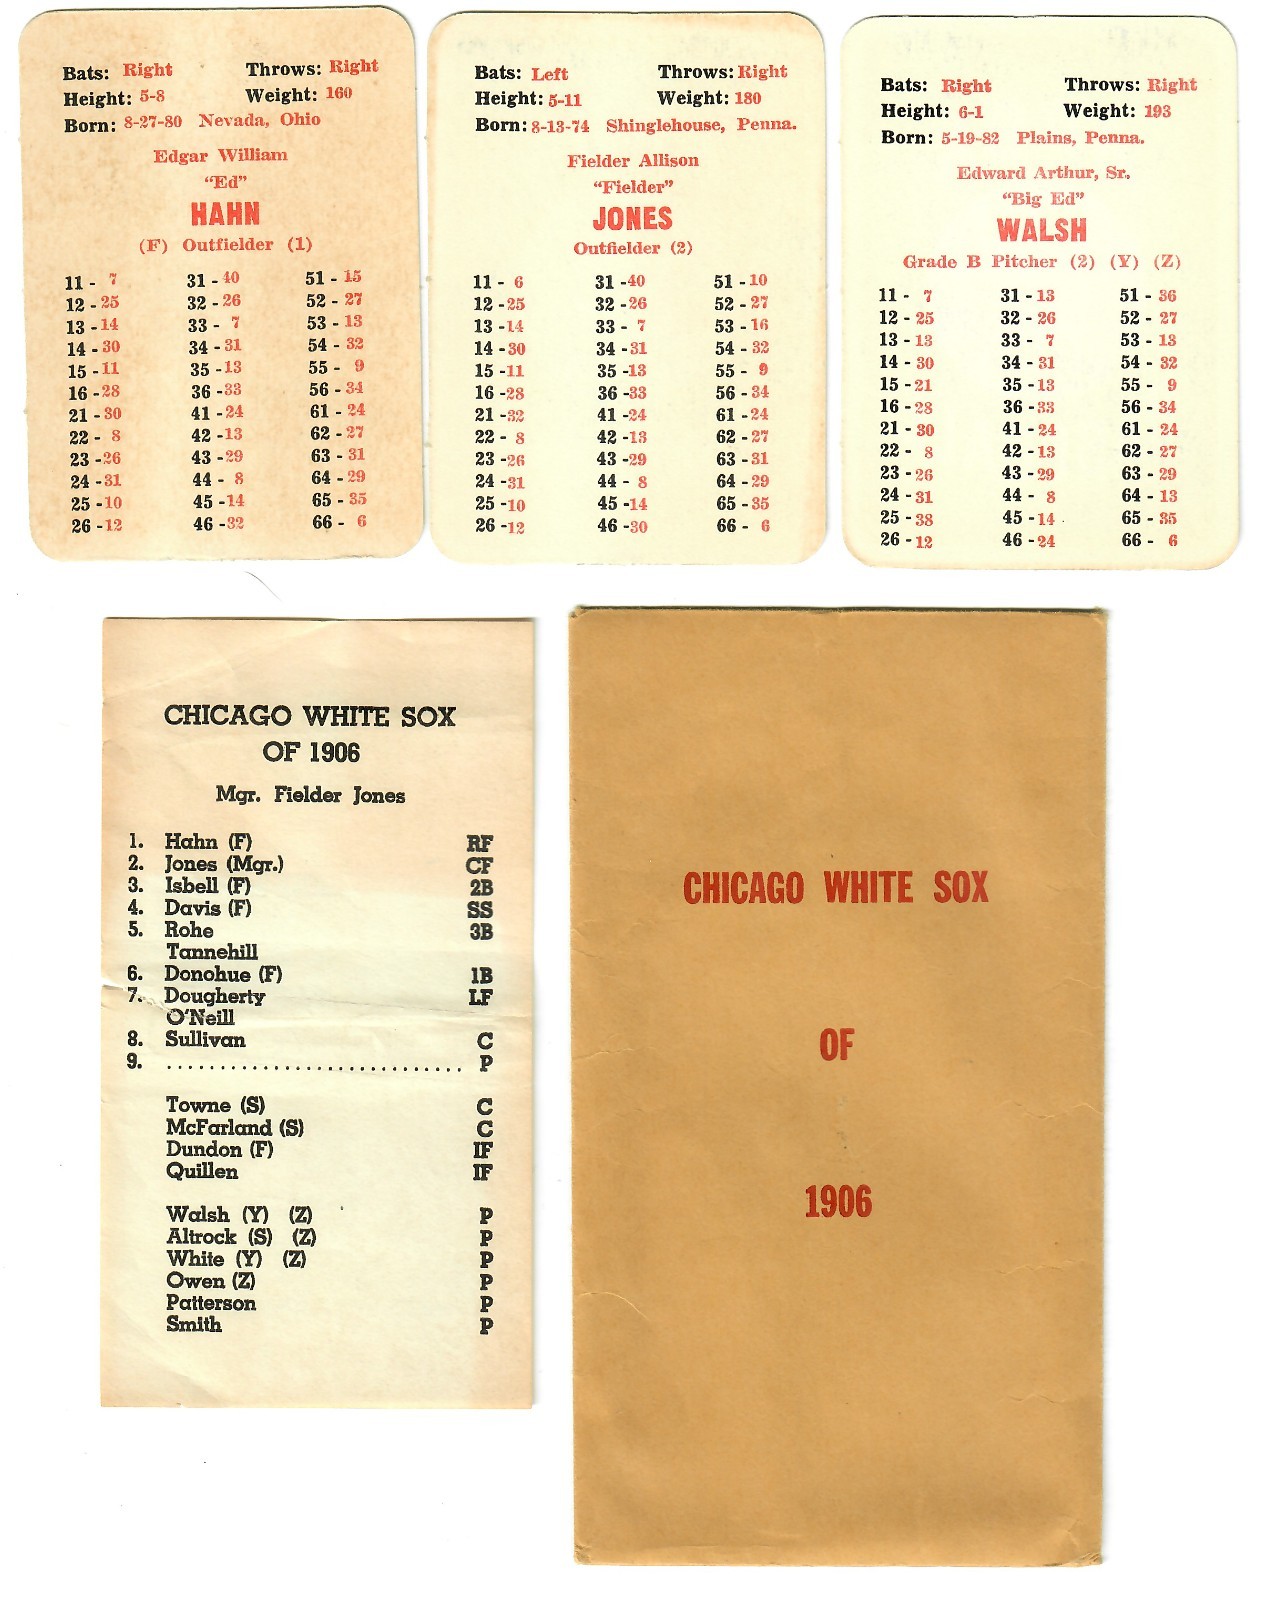 Bats: Right Throws: Right
Height: 5-8 Weight: 160
Born: 8-27-80 Nevada, Ohio
Edgar William
"Ed"
HAHN
(F) Outfielder (1)
11 - 7 31 - 40 51 - 15
12 - 25 32 - 26 52 - 27
13 - 14 33 - 7 53 - 13
14 - 30 34 - 31 54 - 32
15 - 11 35 - 13 55 - 9
16 - 28 36 - 33 56 - 34
21 - 30 41 - 24 61 - 24
22 - 8 42 - 13 62 - 27
23 - 26 43 - 29 63 - 31
24 - 31 44 - 8 64 - 29
25 - 10 45 - 14 65 - 35
26 - 12 46 - 32 66 - 6
Bats: Left Throws: Right
Height: 5-11 Weight: 180
Born: 8-13-74 Shinglehouse, Penna.
Fielder Allison
"Fielder"
JONES
Outfielder (2)
11 - 6 31 - 40 51 - 10
12 - 25 32 - 26 52 - 27
13 - 14 33 - 7 53 - 16
14 - 30 34 - 31 54 - 32
15 - 11 35 - 13 55 - 9
16 - 28 36 - 33 56 - 34
21 - 32 41 - 24 61 - 24
22 - 8 42 - 13 62 - 27
23 - 26 43 - 29 63 - 31
24 - 31 44 - 8 64 - 29
25 - 10 45 - 14 65 - 35
26 - 12 46 - 30 66 - 6
Bats: Right Throws: Right
Height: 6-1 Weight: 193
Born: 5-19-82 Plains, Penna.
Edward Arthur, Sr.
"Big Ed"
WALSH
Grade B Pitcher (2) (Y) (Z)
11 - 7 31 - 13 51 - 36
12 - 25 32 - 26 52 - 27
13 - 13 33 - 7 53 - 13
14 - 30 34 - 31 54 - 32
15 - 21 35 - 13 55 - 9
16 - 28 36 - 33 56 - 34
21 - 30 41 - 24 61 - 24
22 - 8 42 - 13 62 - 27
23 - 26 43 - 29 63 - 29
24 - 31 44 - 8 64 - 13
25 - 38 45 - 14 65 - 35
26 - 12 46 - 24 66 - 6
CHICAGO WHITE SOX
OF 1906
Mgr. Fielder Jones
1. Hahn (F) RF
2. Jones (Mgr.) CF
3. Isbell (F) 2B
4. Davis (F) SS
5. Rohe 3B
Tannehill
6. Donohue (F) 1B
7. Dougherty LF
O'Neill
8. Sullivan C
9. ............................ P
Towne (S) C
McFarland (S) C
Dundon (F) IF
Quillen IF
Walsh (Y) (Z) P
Altrock (S) (Z) P
White (Y) (Z) P
Owen (Z) P
Patterson P
Smith P
CHICAGO WHITE SOX
OF
1906